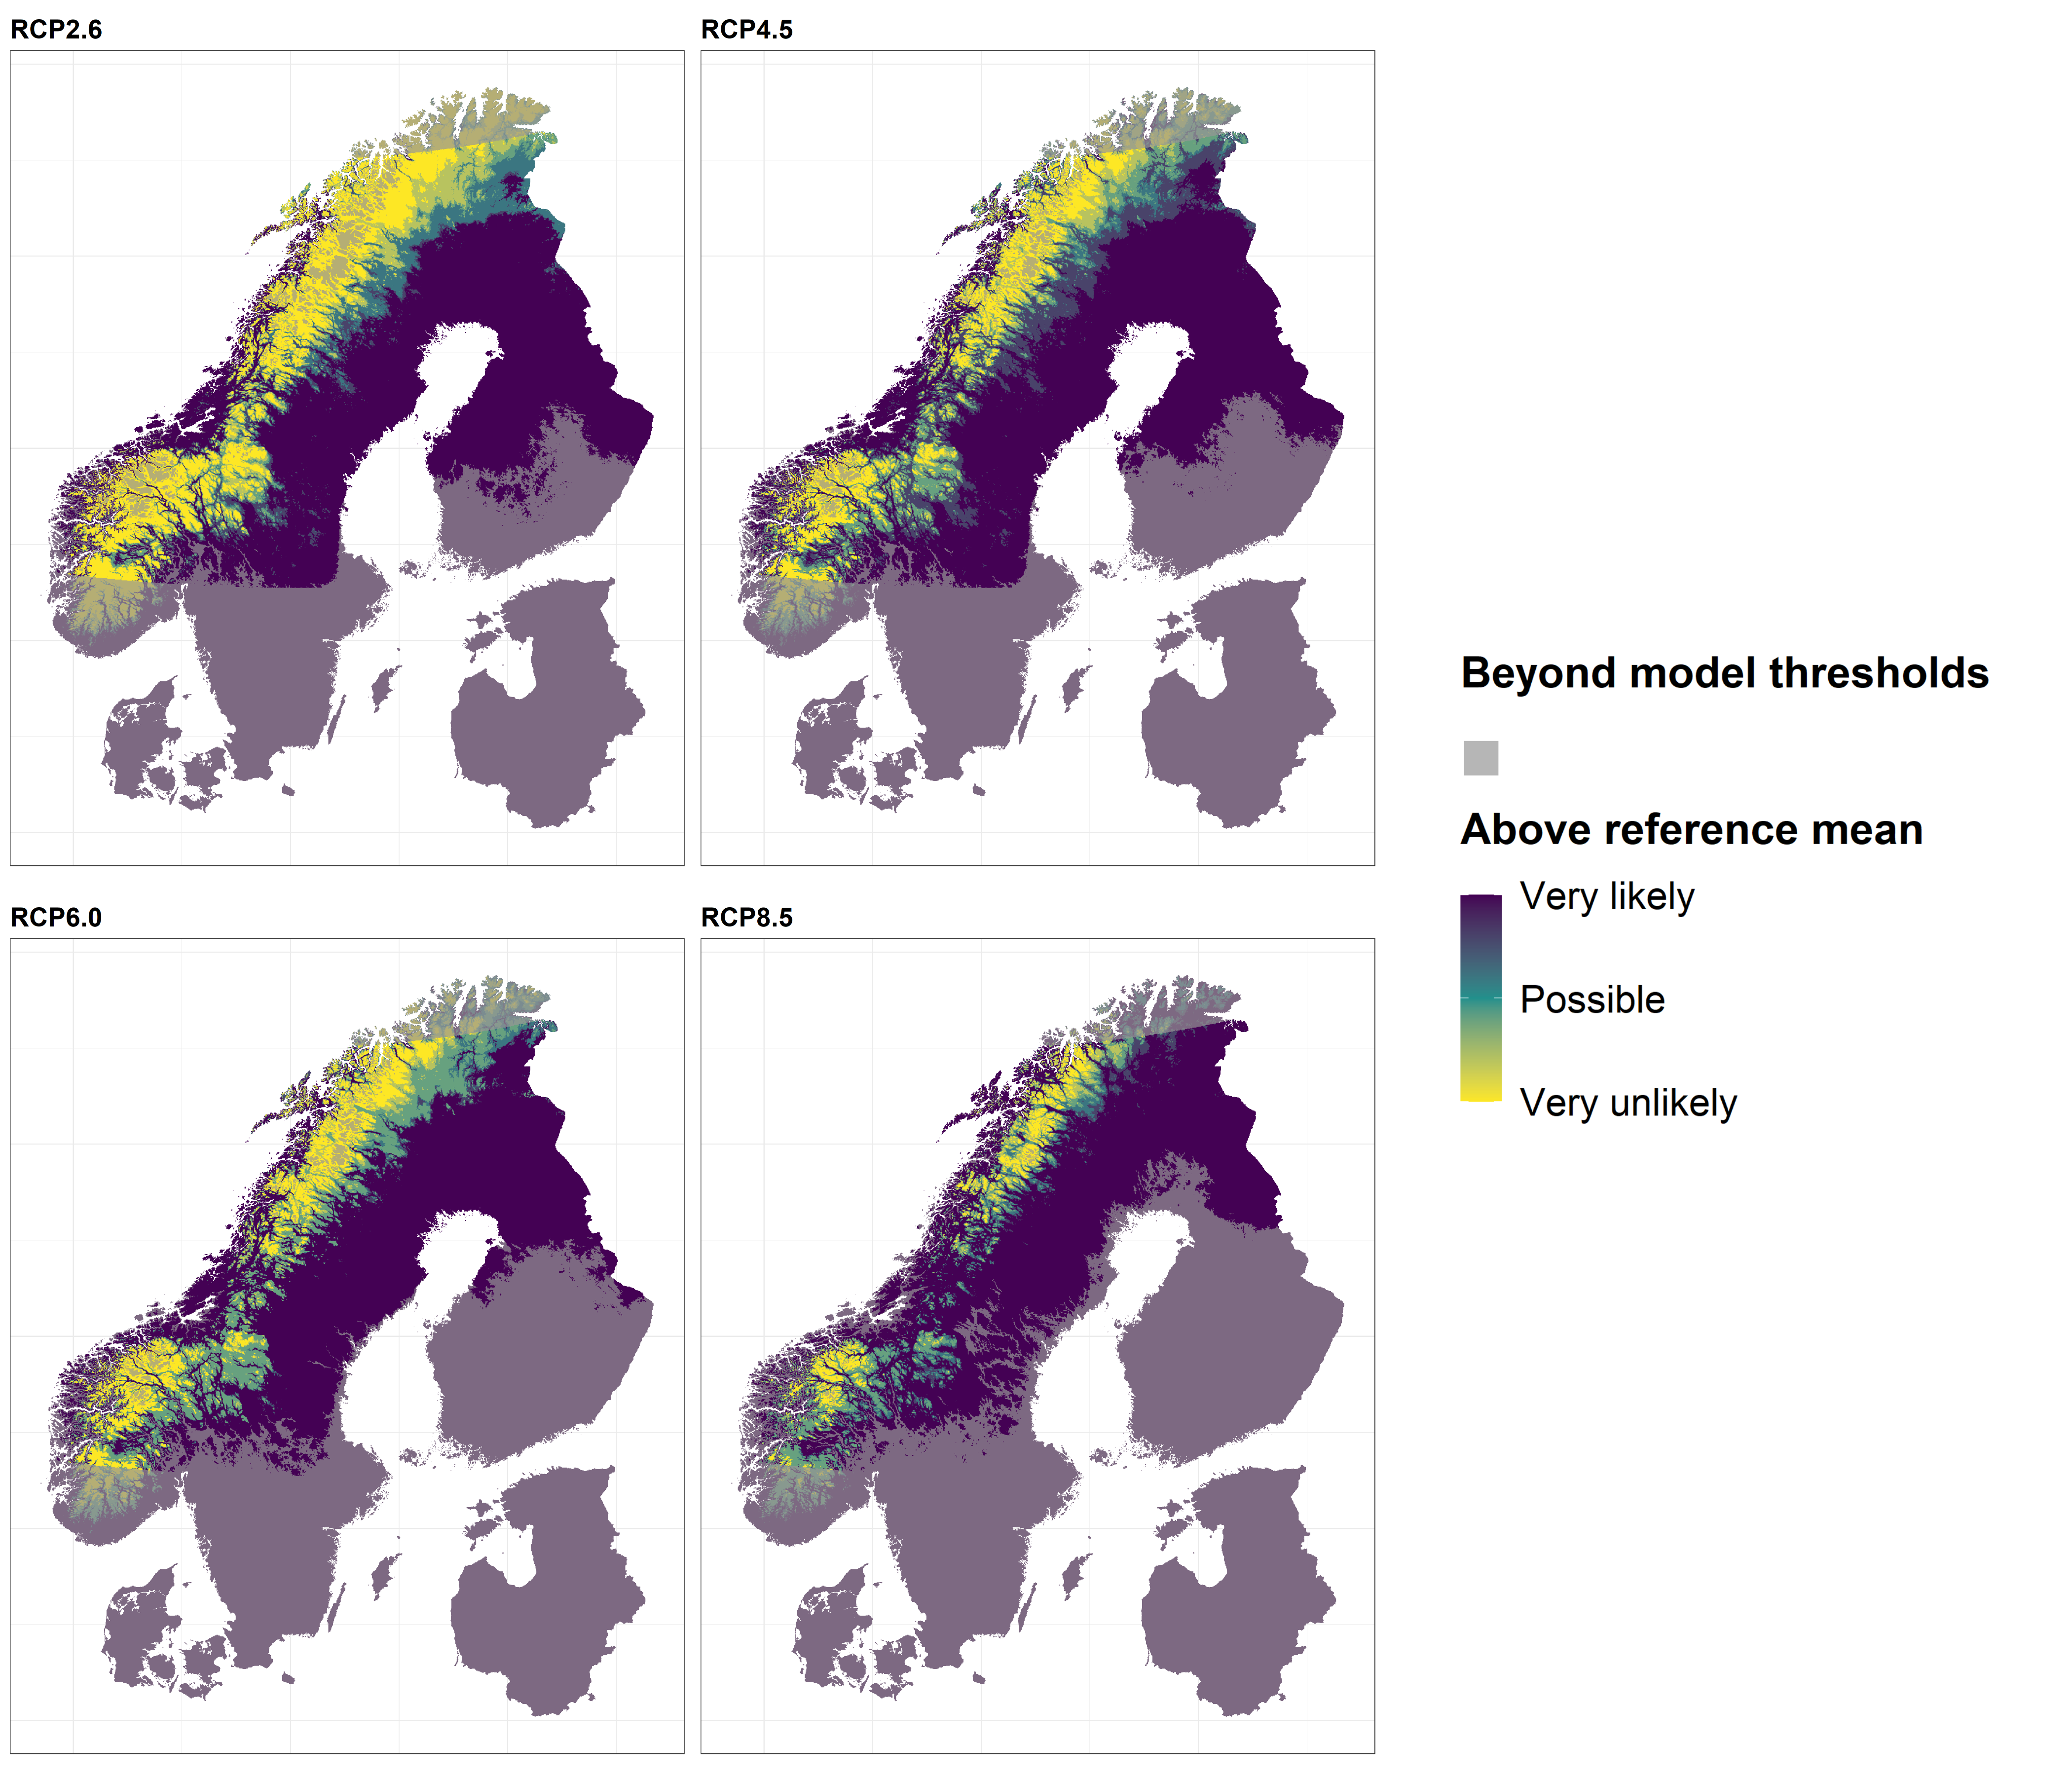 RCP2.6
RCP4.5
RCP6.0
RCP8.5
Beyond model thresholds
Above reference mean
Very likely
Possible
Very unlikely